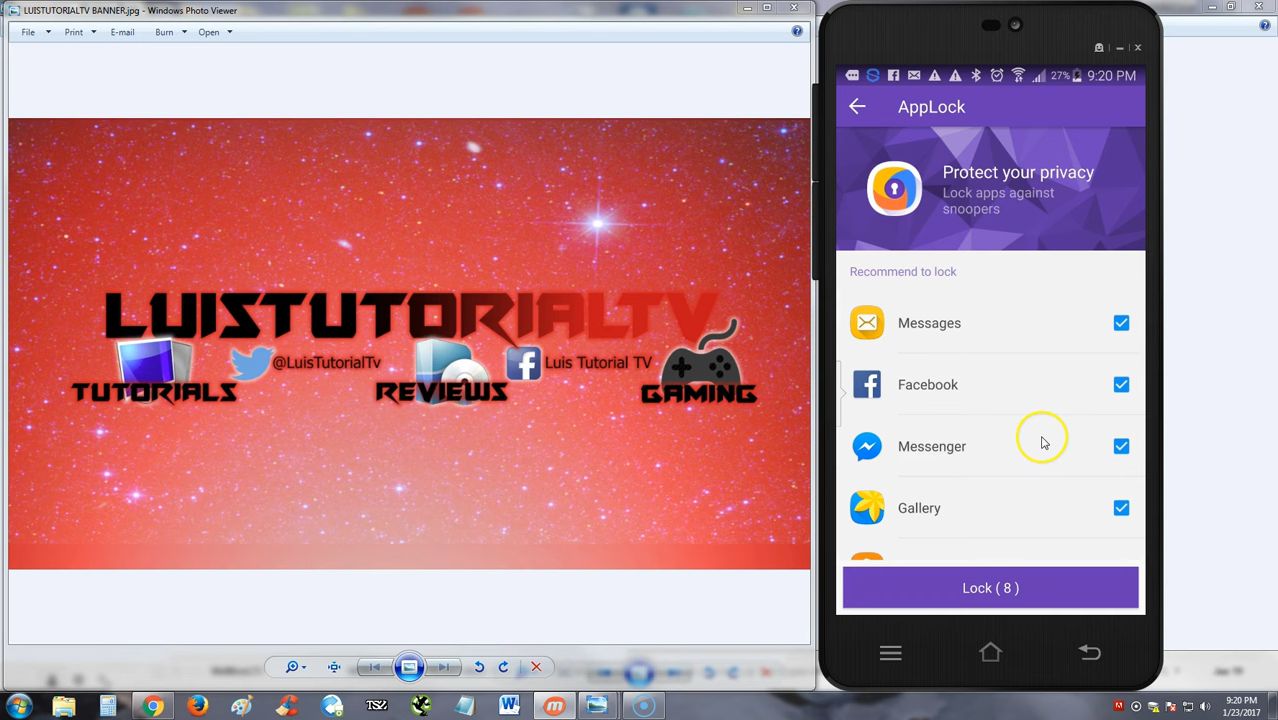 LUISTUTORIALTV BANNER.jpg - Windows Photo Viewer
File Print E-mail Burn Open
LUISTUTORIALTV
@LuisTutorialTv Luis Tutorial TV
TUTORIALS REVIEWS GAMING
27% 9:20 PM
AppLock
Protect your privacy
Lock apps against
snoopers
Recommend to lock
Messages
Facebook
Messenger
Gallery
Lock ( 8 )
9:20 PM
1/23/2017